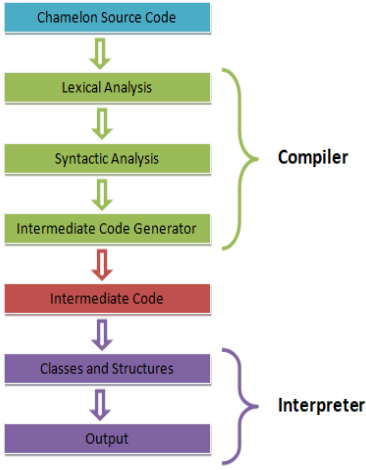 Chamelon Source Code
Lexical Analysis
Syntactic Analysis
Compiler
Intermediate Code Generator
Intermediate Code
Classes and Structures
Interpreter
Output